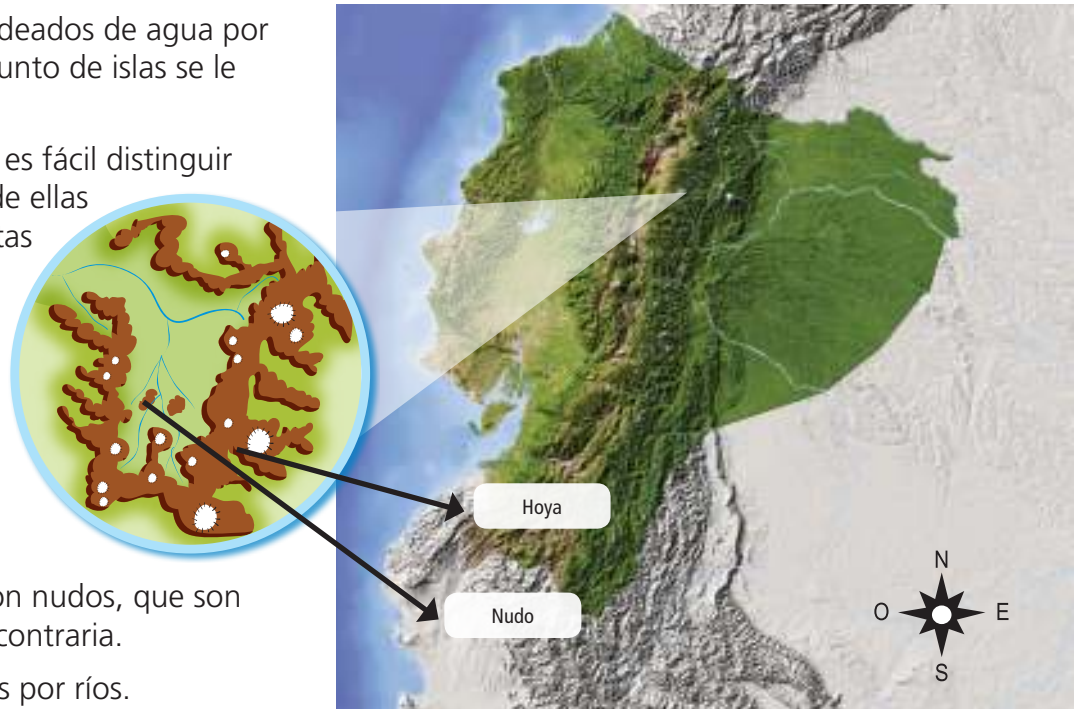 deados de agua por
unto de islas se le
es fácil distinguir
de ellas
tas
on nudos, que son
contraria.
s por ríos.
Hoya
Nudo
N
O
E
S